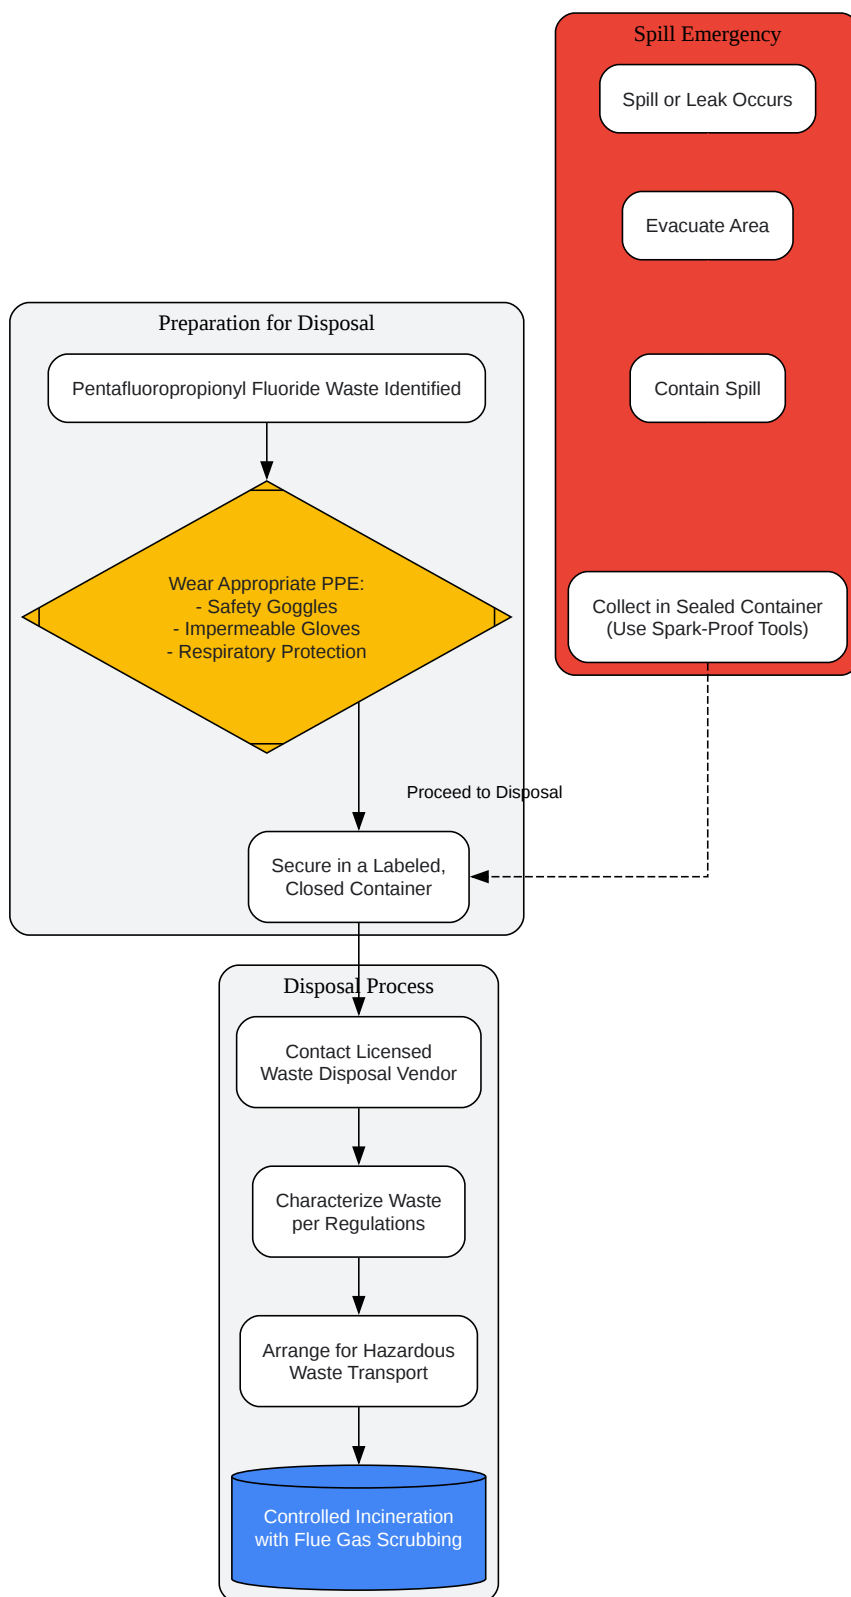 Spill Emergency
Spill or Leak Occurs
Evacuate Area
Contain Spill
Collect in Sealed Container
(Use Spark-Proof Tools)
Preparation for Disposal
Pentafluoropropionyl Fluoride Waste Identified
Wear Appropriate PPE:
- Safety Goggles
- Impermeable Gloves
- Respiratory Protection
Proceed to Disposal
Secure in a Labeled,
Closed Container
Disposal Process
Contact Licensed
Waste Disposal Vendor
Characterize Waste
per Regulations
Arrange for Hazardous
Waste Transport
Controlled Incineration
with Flue Gas Scrubbing